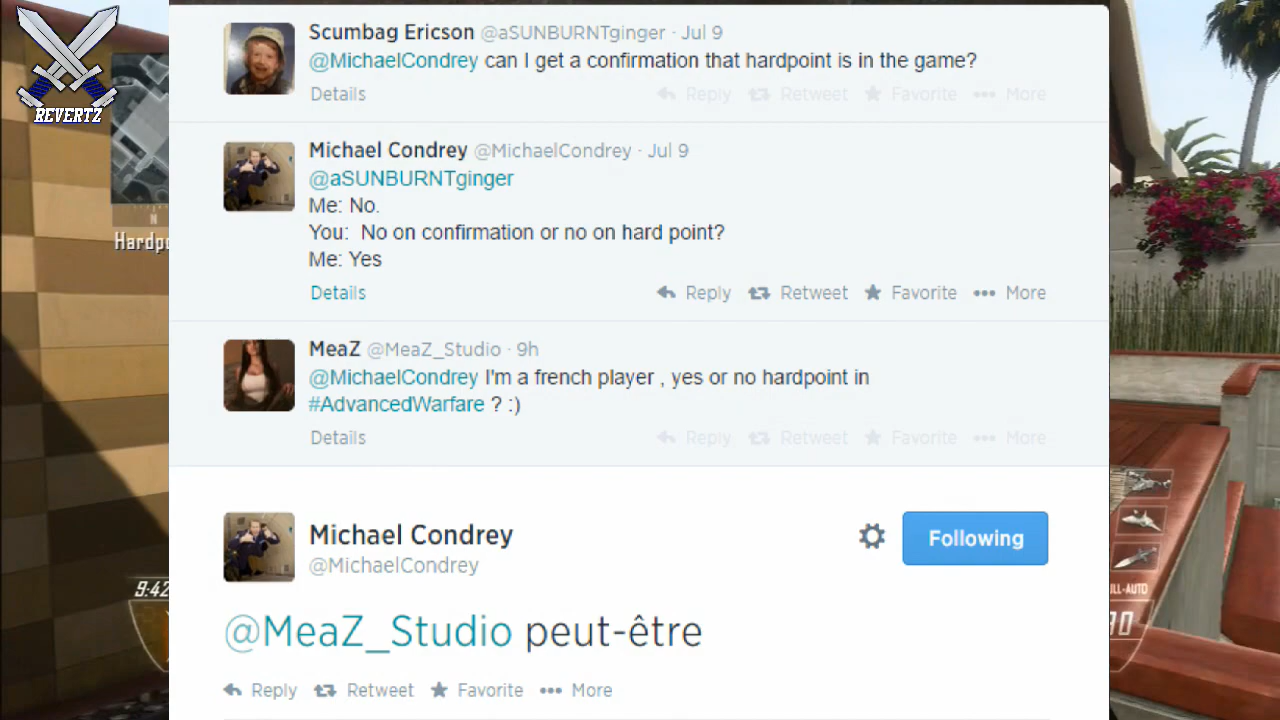 REVERTZ
N
Hardpo
9:42
Scumbag Ericson @aSUNBURNTginger · Jul 9
@MichaelCondrey can I get a confirmation that hardpoint is in the game?
Details Reply Retweet Favorite More
Michael Condrey @MichaelCondrey · Jul 9
@aSUNBURNTginger
Me: No.
You: No on confirmation or no on hard point?
Me: Yes
Details Reply Retweet Favorite More
MeaZ @MeaZ_Studio · 9h
@MichaelCondrey I'm a french player , yes or no hardpoint in
#AdvancedWarfare ? :)
Details Reply Retweet Favorite More
Michael Condrey
@MichaelCondrey
Following
@MeaZ_Studio peut-être
Reply Retweet Favorite More
LL-AUTO